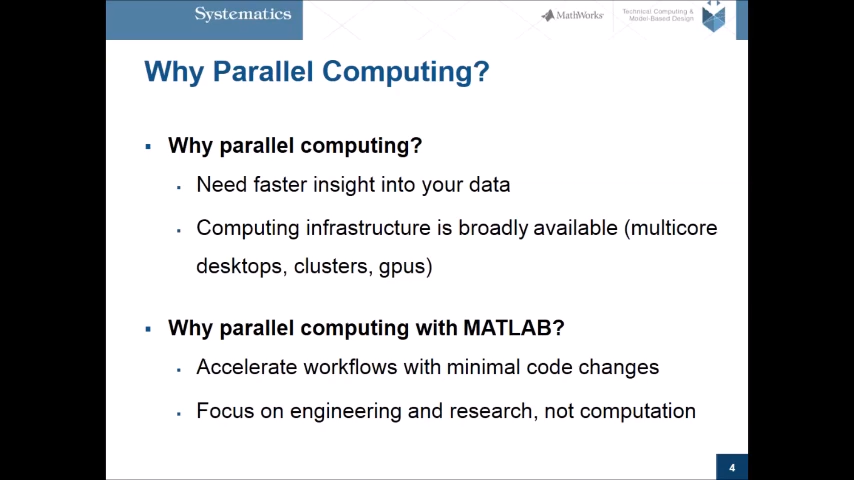 Systematics
MathWorks
Technical Computing &
Model-Based Design
Why Parallel Computing?
Why parallel computing?
Need faster insight into your data
Computing infrastructure is broadly available (multicore
desktops, clusters, gpus)
Why parallel computing with MATLAB?
Accelerate workflows with minimal code changes
Focus on engineering and research, not computation
4